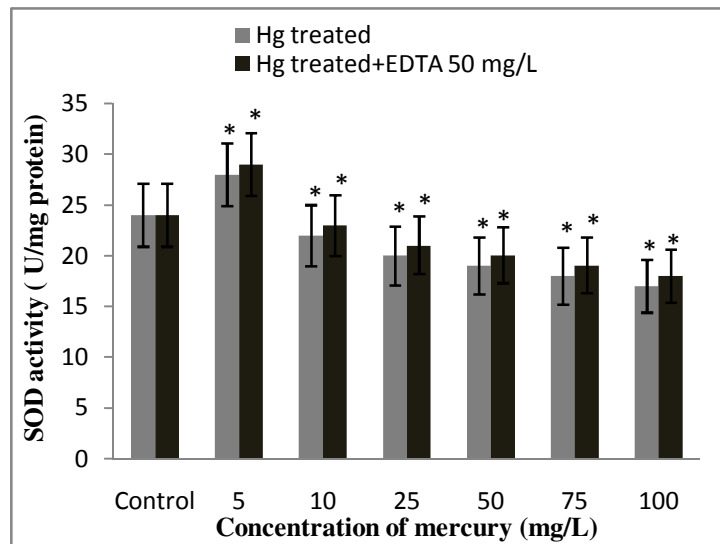 Hg treated
Hg treated+EDTA 50 mg/L
SOD activity ( U/mg protein)
35
30
25
20
15
10
5
0
* *
* *
* *
* *
* *
* *
Control 5 10 25 50 75 100
Concentration of mercury (mg/L)